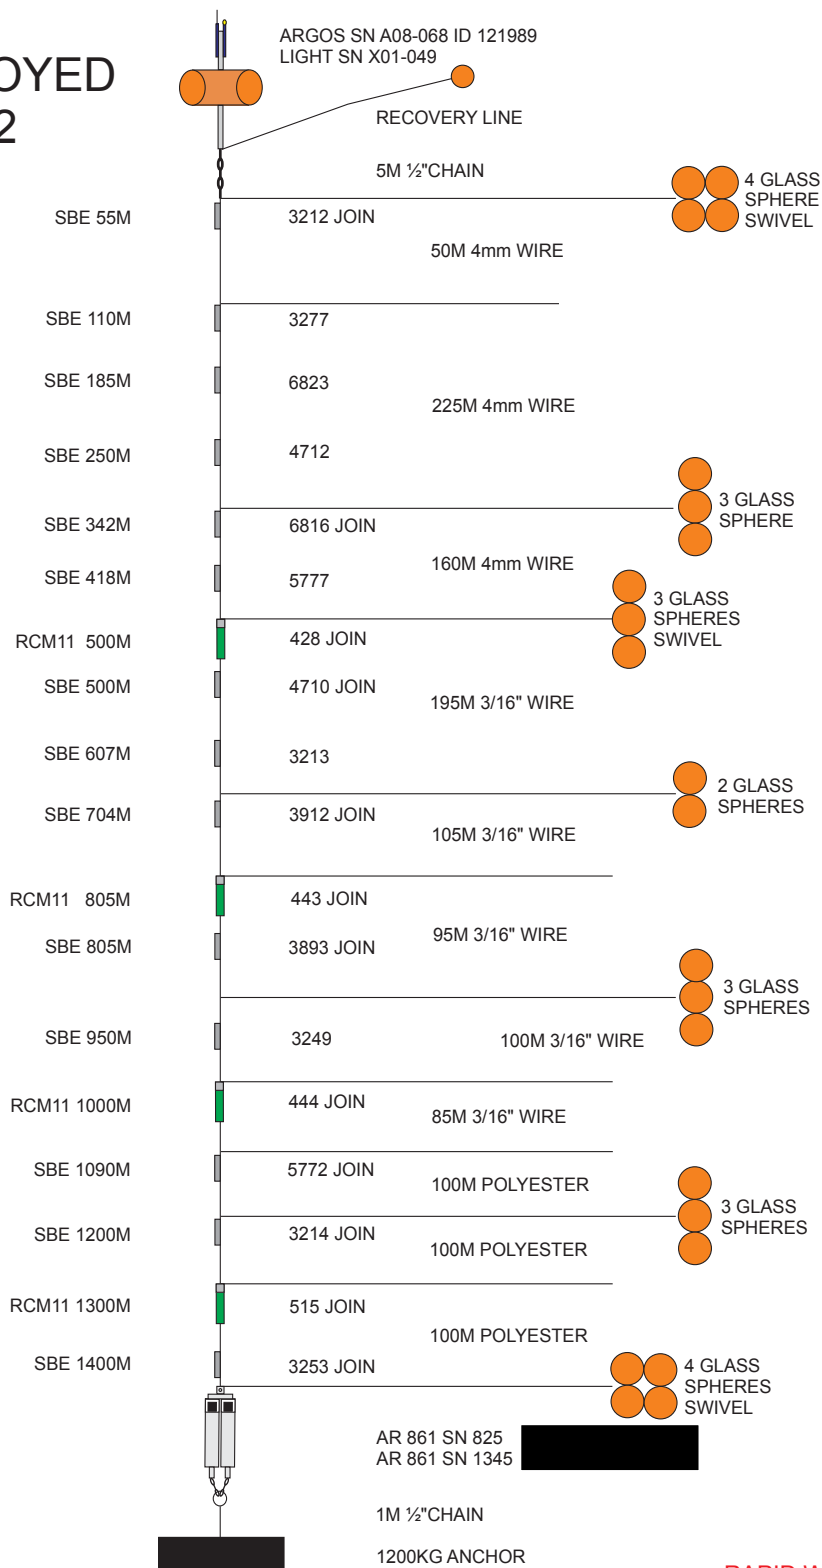 ARGOS SN A08-068 ID 121989
LIGHT SN X01-049
OYED
2
RECOVERY LINE
5M ½"CHAIN
4 GLASS
SPHERE
SWIVEL
SBE 55M
3212 JOIN
50M 4mm WIRE
SBE 110M
3277
SBE 185M
6823
225M 4mm WIRE
SBE 250M
4712
3 GLASS
SPHERE
SBE 342M
6816 JOIN
160M 4mm WIRE
SBE 418M
5777
3 GLASS
SPHERES
SWIVEL
RCM11 500M
428 JOIN
SBE 500M
4710 JOIN
195M 3/16" WIRE
SBE 607M
3213
2 GLASS
SPHERES
SBE 704M
3912 JOIN
105M 3/16" WIRE
RCM11 805M
443 JOIN
95M 3/16" WIRE
SBE 805M
3893 JOIN
3 GLASS
SPHERES
SBE 950M
3249
100M 3/16" WIRE
RCM11 1000M
444 JOIN
85M 3/16" WIRE
SBE 1090M
5772 JOIN
100M POLYESTER
3 GLASS
SPHERES
SBE 1200M
3214 JOIN
100M POLYESTER
RCM11 1300M
515 JOIN
100M POLYESTER
SBE 1400M
3253 JOIN
4 GLASS
SPHERES
SWIVEL
AR 861 SN 825
AR 861 SN 1345
1M ½"CHAIN
1200KG ANCHOR